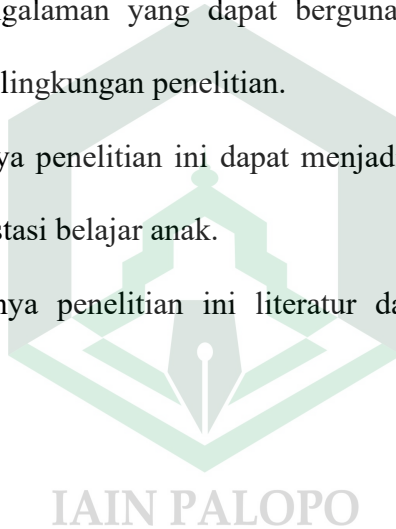 galaman yang dapat berguna
lingkungan penelitian.
ya penelitian ini dapat menjadi
stasi belajar anak.
nya penelitian ini literatur da
IAIN PALOPO